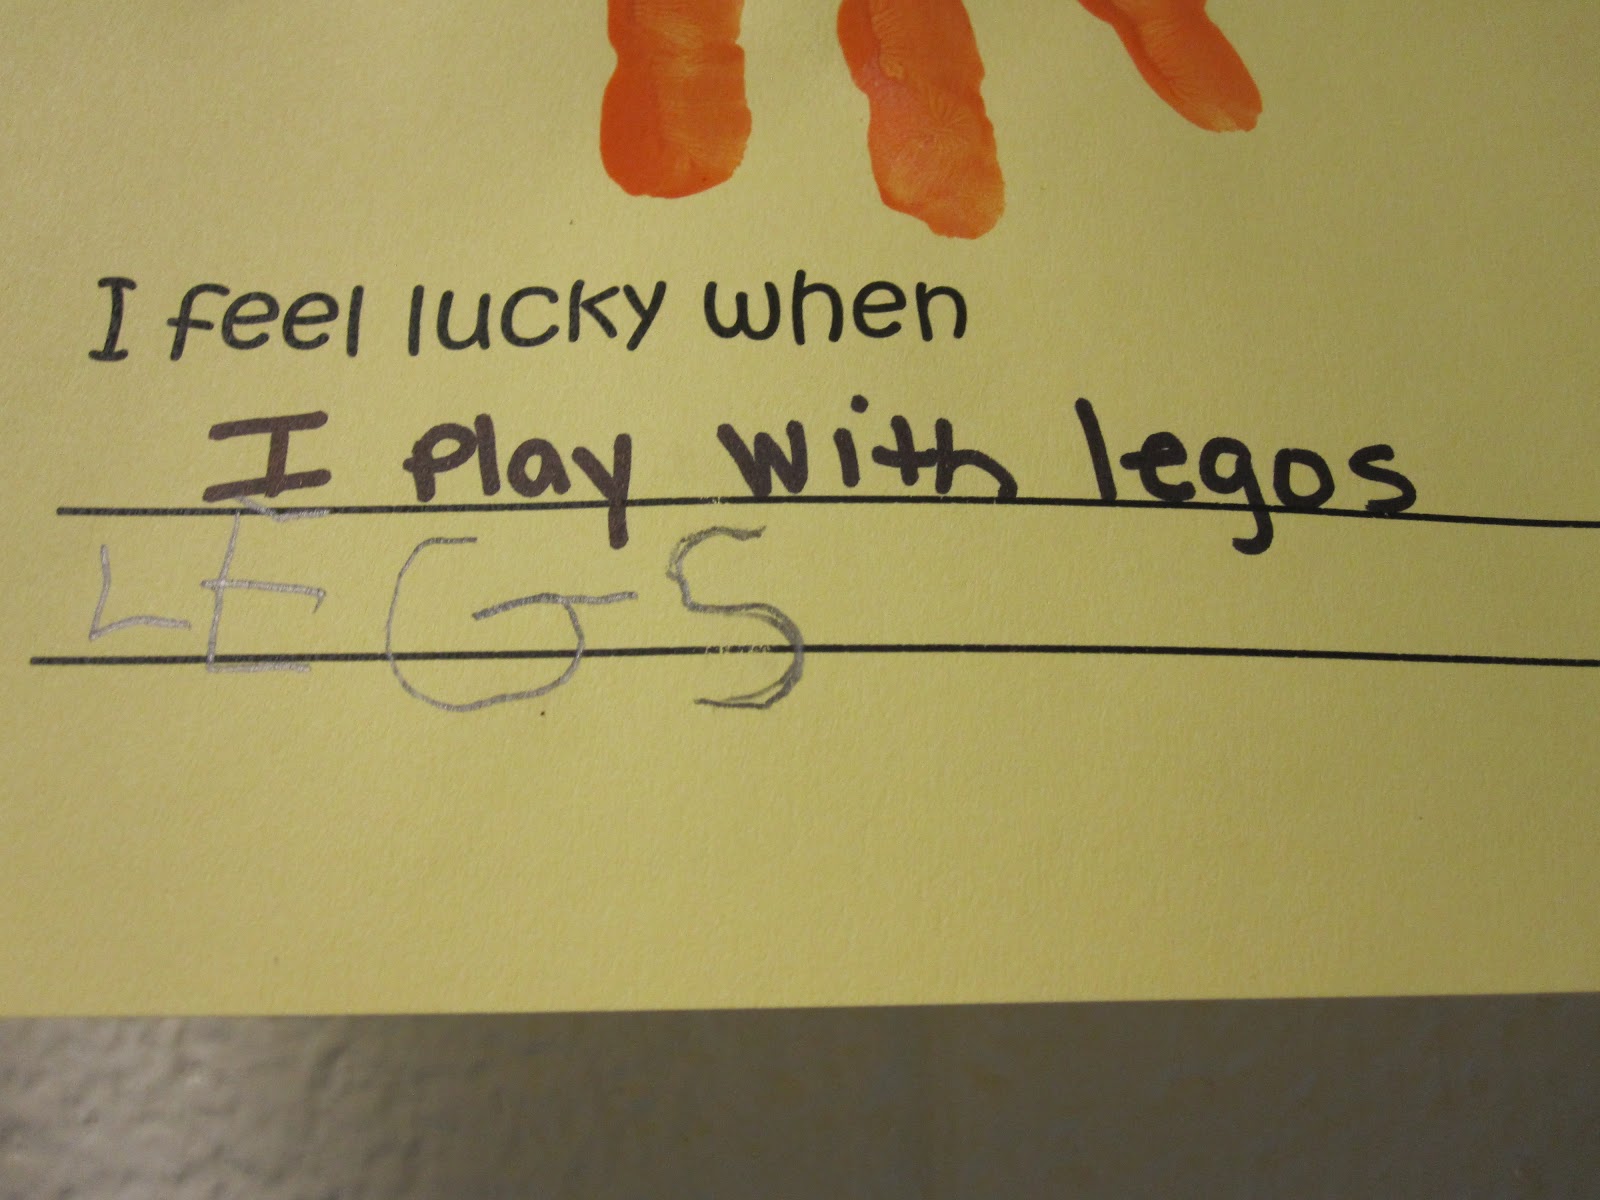 I feel lucky when
I play with legos
LEGS